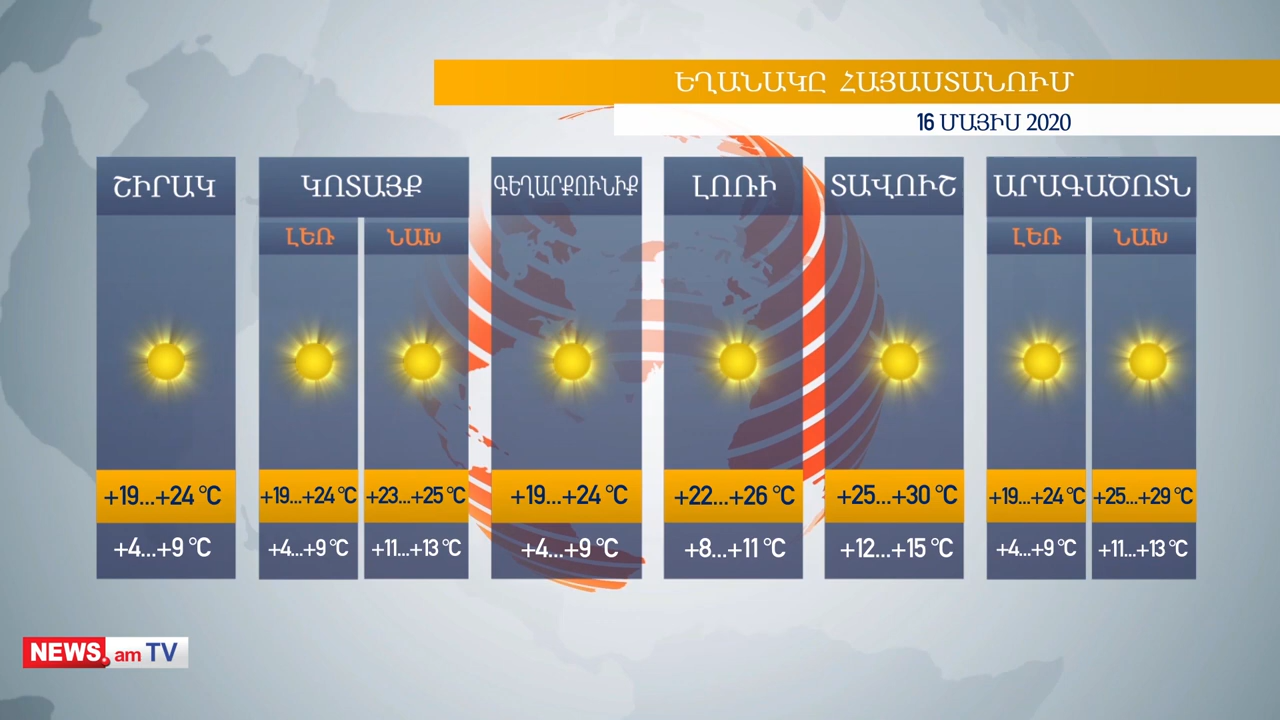 ԵՂԱՆԱԿԸ ՀԱՅԱՍՏԱՆՈՒՄ
16 ՄԱՅԻՍ 2020
ՇԻՐԱԿ
ԿՈՏԱՅՔ
ԳԵՂԱՐՔՈՒՆԻՔ
ԼՈՌԻ
ՏԱՎՈՒՇ
ԱՐԱԳԱԾՈՏՆ
ԼԵՌ
ՆԱԽ
ԼԵՌ
ՆԱԽ
+19...+24 °C
+19...+24 °C
+23...+25 °C
+19...+24 °C
+22...+26 °C
+25...+30 °C
+19...+24 °C
+25...+29 °C
+4...+9 °C
+4...+9 °C
+11...+13 °C
+4...+9 °C
+8...+11 °C
+12...+15 °C
+4...+9 °C
+11...+13 °C
NEWS.am TV